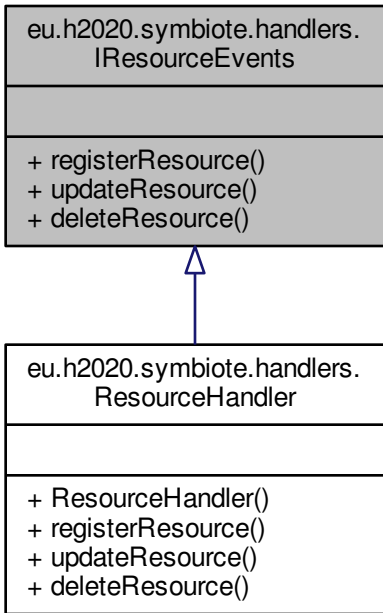 eu.h2020.symbiote.handlers.
IResourceEvents
+ registerResource()
+ updateResource()
+ deleteResource()
eu.h2020.symbiote.handlers.
ResourceHandler
+ ResourceHandler()
+ registerResource()
+ updateResource()
+ deleteResource()